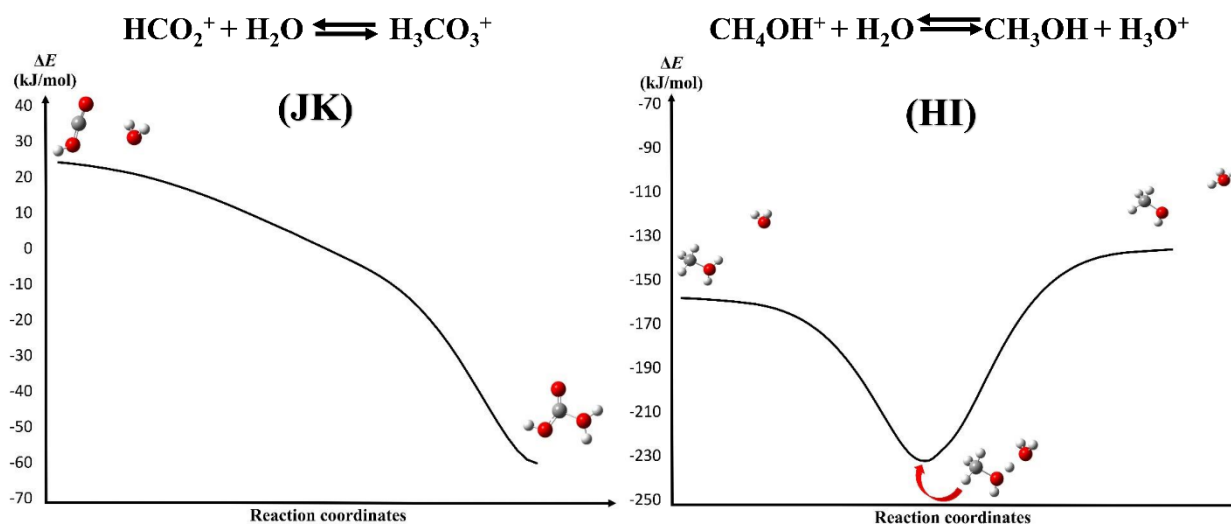 HCO₂⁺ + H₂O ⇌ H₃CO₃⁺
ΔE
(kJ/mol)
(JK)
40
30
20
10
0
-10
-20
-30
-40
-50
-60
-70
Reaction coordinates
CH₄OH⁺ + H₂O ⇌ CH₃OH + H₃O⁺
ΔE
(kJ/mol)
(HI)
-70
-90
-110
-130
-150
-170
-190
-210
-230
-250
Reaction coordinates